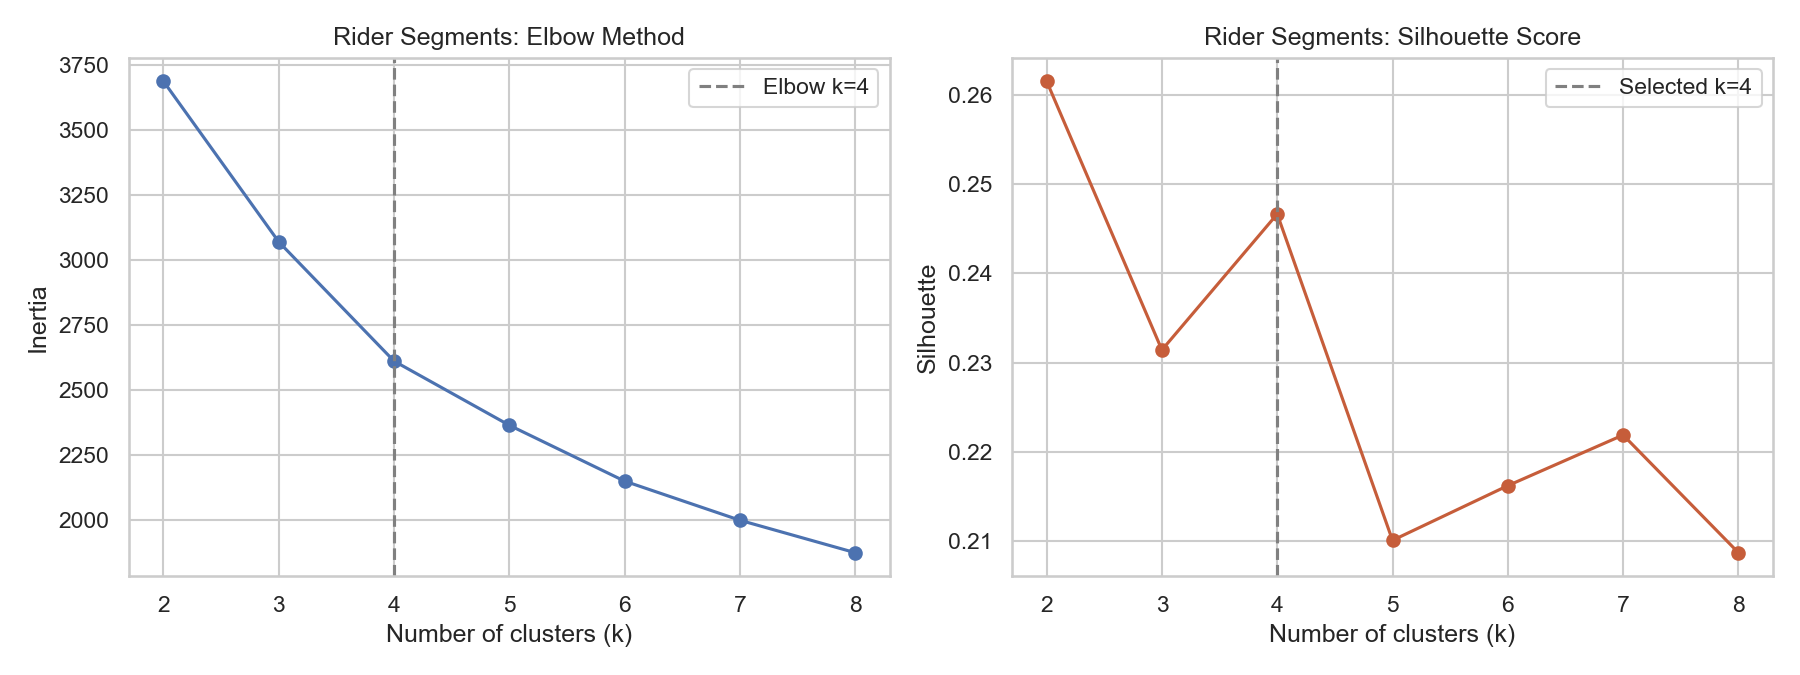 Rider Segments: Elbow Method
3750
3500
3250
3000
2750
2500
2250
2000
Inertia
Elbow k=4
2 3 4 5 6 7 8
Number of clusters (k)
Rider Segments: Silhouette Score
0.26
0.25
0.24
0.23
0.22
0.21
Silhouette
Selected k=4
2 3 4 5 6 7 8
Number of clusters (k)